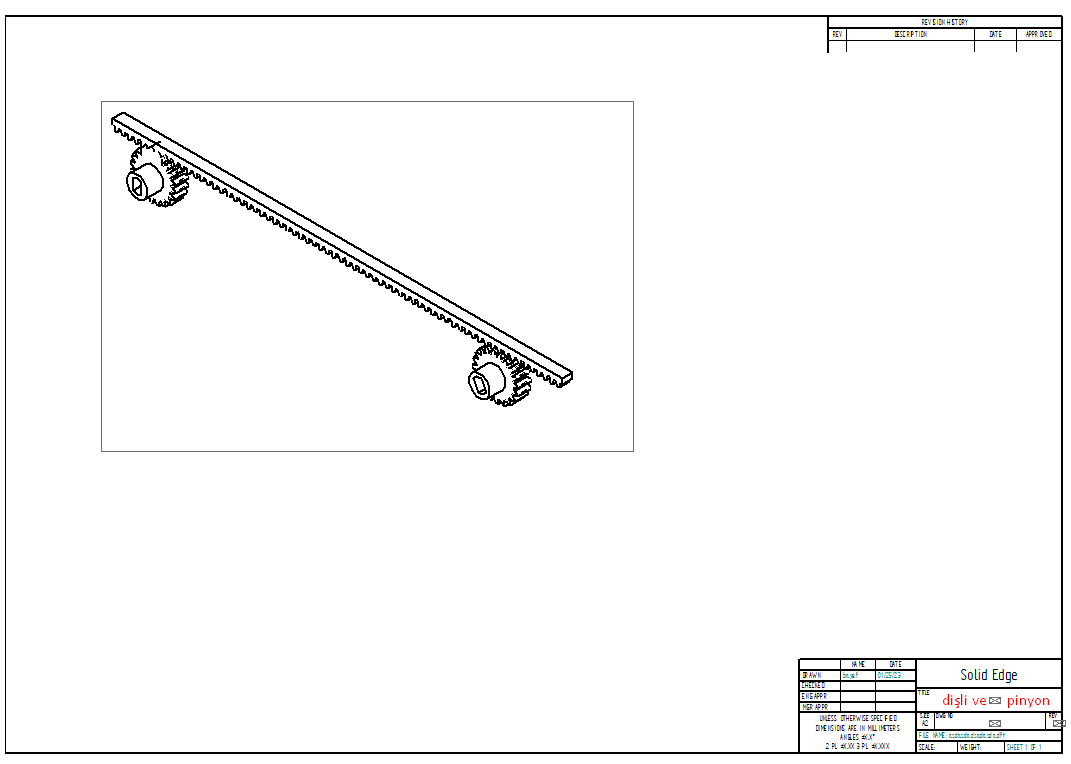 REVISION HISTORY
REV DESCRIPTION DATE APPROVED
NAME DATE
DRAWN 01/25/23
CHECKED
ENG APPR
MGR APPR
UNLESS OTHERWISE SPECIFIED
DIMENSIONS ARE IN MILLIMETERS
ANGLES ±X.X°
2 PL ±X.XX 3 PL ±X.XXX
Solid Edge
TITLE
dişli ve pinyon
SIZE DWG NO REV
A2
FILE NAME:
SCALE: WEIGHT: SHEET 1 OF 1